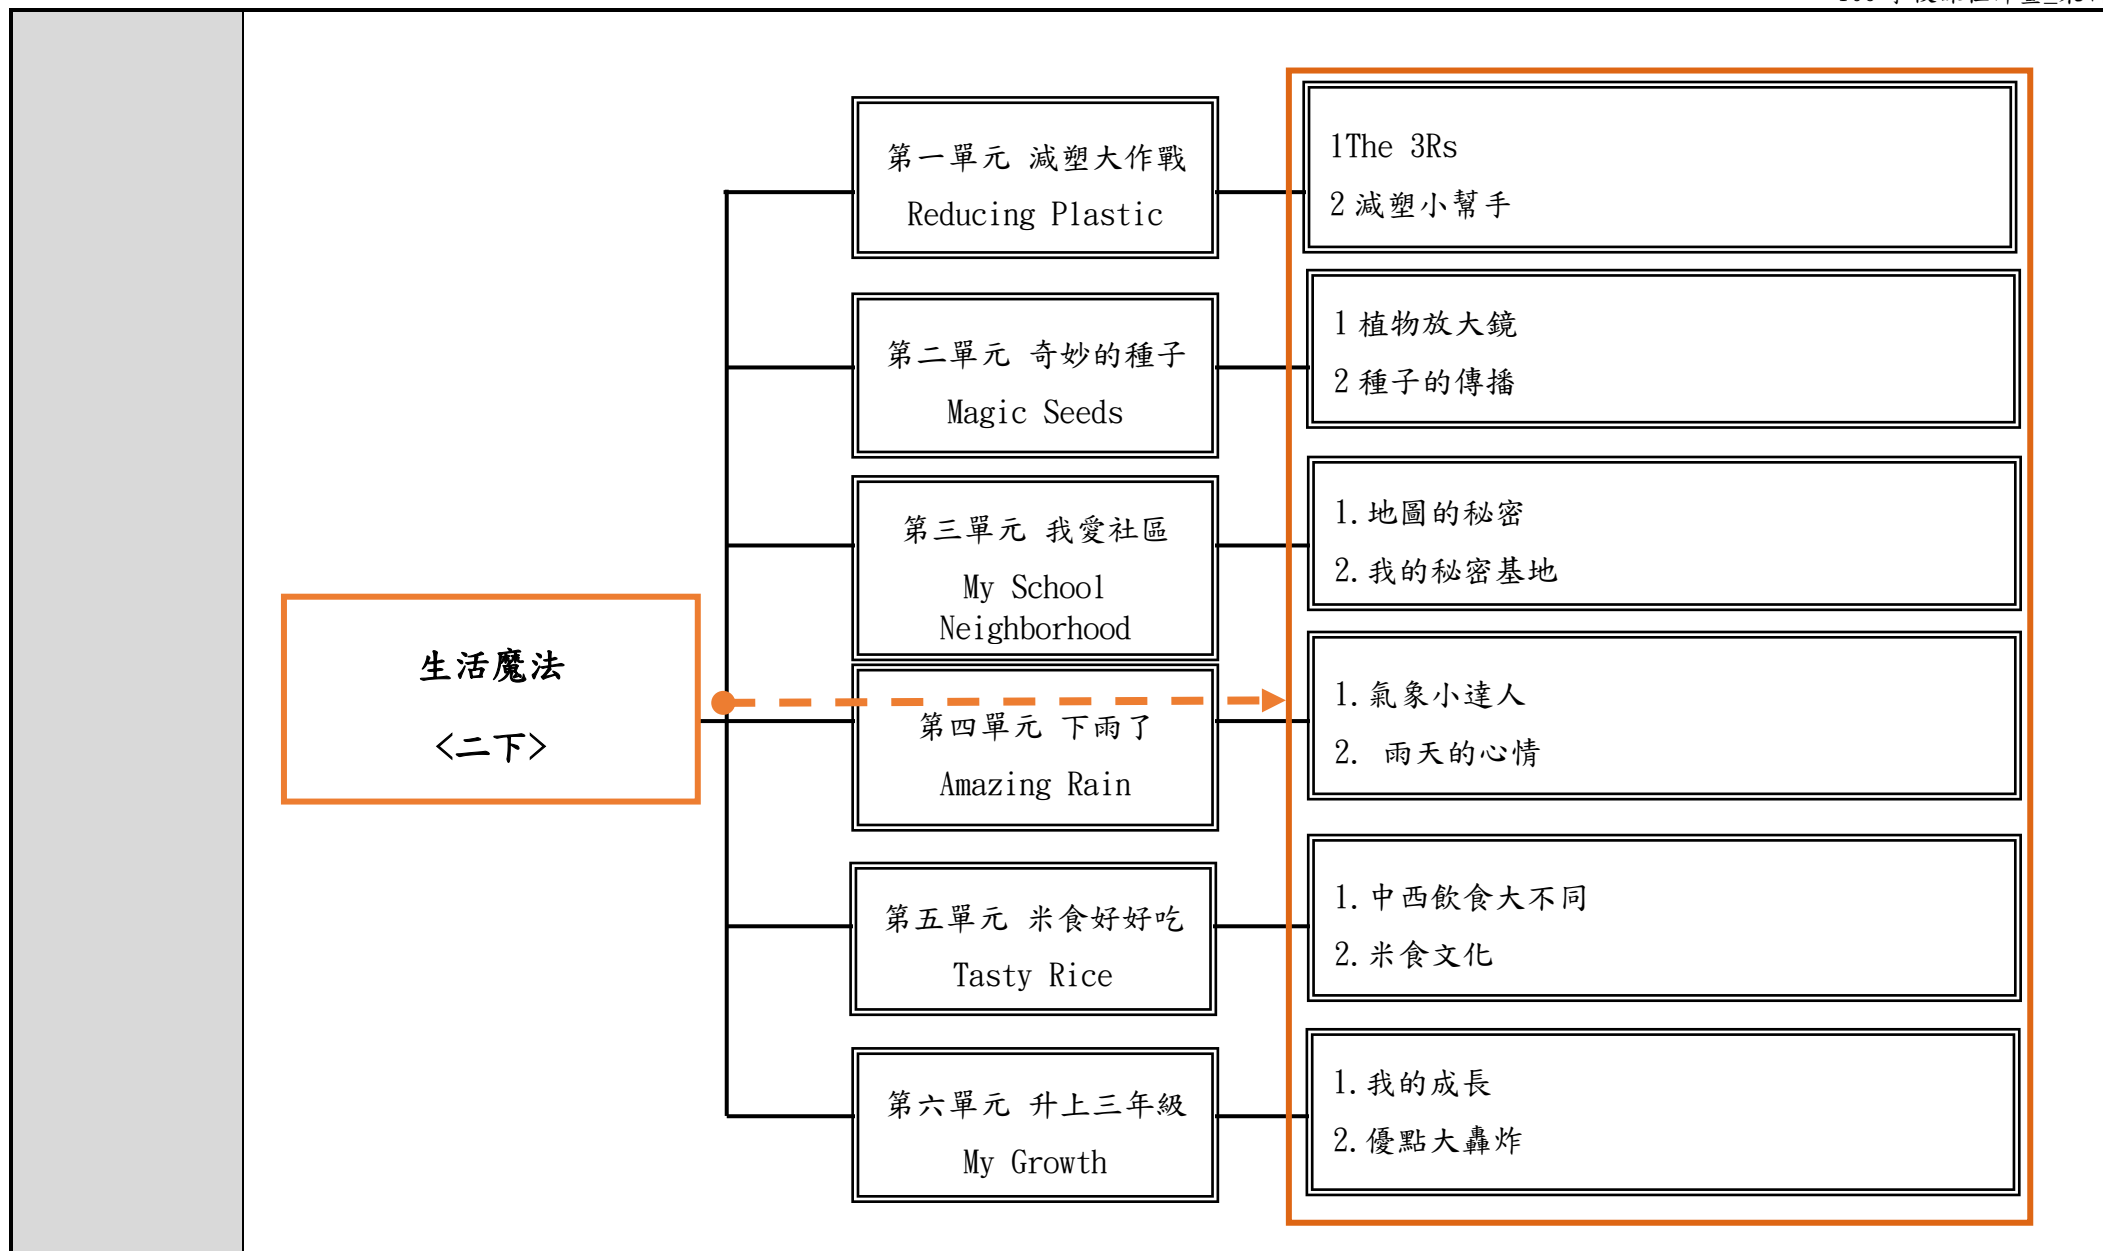 生活魔法
<二下>
第一單元 減塑大作戰
Reducing Plastic
1The 3Rs
2減塑小幫手
第二單元 奇妙的種子
Magic Seeds
1植物放大鏡
2種子的傳播
第三單元 我愛社區
My School
Neighborhood
1.地圖的秘密
2.我的秘密基地
第四單元 下雨了
Amazing Rain
1.氣象小達人
2. 雨天的心情
第五單元 米食好好吃
Tasty Rice
1.中西飲食大不同
2.米食文化
第六單元 升上三年級
My Growth
1.我的成長
2.優點大轟炸